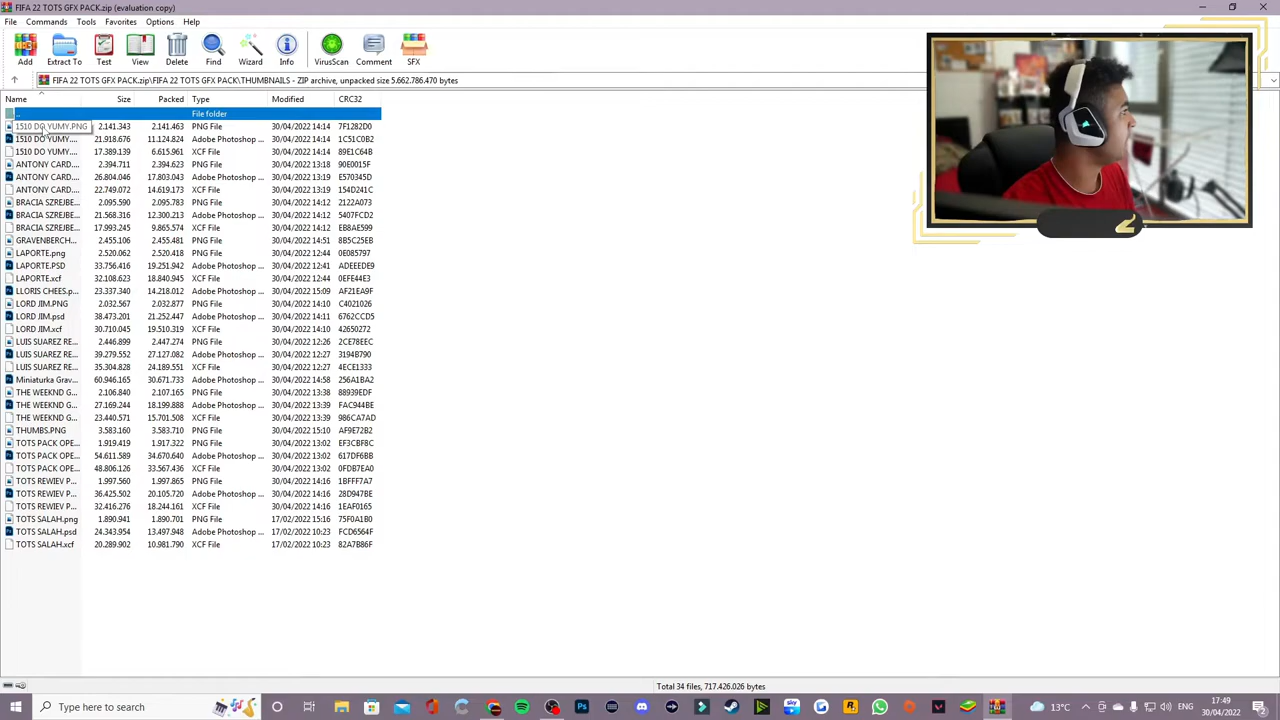 FIFA 22 TOTS GFX PACK.zip (evaluation copy)
File Commands Tools Favorites Options Help
Add Extract To Test View Delete Find Wizard Info VirusScan Comment SFX
FIFA 22 TOTS GFX PACK.zip\FIFA 22 TOTS GFX PACK\THUMBNAILS - ZIP archive, unpacked size 5.662.786.470 bytes
Name Size Packed Type Modified CRC32
.. File folder
1510 DO YUMY.PNG 2.141.343 2.141.463 PNG File 30/04/2022 14:14 7F1282D0
1510 DO YUMY.... 21.918.676 11.124.824 Adobe Photoshop ... 30/04/2022 14:14 1C51C0B2
1510 DO YUMY.... 17.389.139 6.615.961 XCF File 30/04/2022 14:14 89E1C64B
ANTONY CARD.... 2.394.711 2.394.975 PNG File 30/04/2022 13:18 90E0015F
ANTONY CARD.... 26.804.046 17.803.043 Adobe Photoshop ... 30/04/2022 13:19 E570345D
ANTONY CARD.... 22.749.072 14.619.173 XCF File 30/04/2022 13:19 154D241C
BRACIA SZREJBE... 2.095.590 2.095.783 PNG File 30/04/2022 14:12 2122A073
BRACIA SZREJBE... 21.568.316 12.300.213 Adobe Photoshop ... 30/04/2022 14:12 5407FCD2
BRACIA SZREJBE... 17.993.245 9.865.574 XCF File 30/04/2022 14:12 EB8AE599
GRAVENBERCH... 2.455.106 2.455.481 PNG File 30/04/2022 14:11 8B5C25EB
LAPORTE.png 2.520.062 2.520.418 PNG File 30/04/2022 12:44 0E085797
LAPORTE.PSD 33.756.416 19.251.942 Adobe Photoshop ... 30/04/2022 12:41 ADEEEDE9
LAPORTE.xcf 32.108.623 18.840.945 XCF File 30/04/2022 12:44 0EFE44E3
LLORIS CHES.p... 23.337.340 14.218.012 Adobe Photoshop ... 30/04/2022 15:09 AF21EA9F
LORD JIM.PNG 2.032.567 2.032.877 PNG File 30/04/2022 14:10 C4021026
LORD JIM.psd 38.473.201 21.252.447 Adobe Photoshop ... 30/04/2022 14:11 6762CCD5
LORD JIM.xcf 30.710.045 19.510.319 XCF File 30/04/2022 14:10 42650272
LUIS SUAREZ RE... 2.446.899 2.447.274 PNG File 30/04/2022 12:26 2CE78EEC
LUIS SUAREZ RE... 39.279.552 27.127.082 Adobe Photoshop ... 30/04/2022 12:27 3194B790
LUIS SUAREZ RE... 35.304.828 24.189.551 XCF File 30/04/2022 12:27 4ECE1333
Miniaturka Grav... 60.946.165 30.671.733 Adobe Photoshop ... 30/04/2022 14:58 256A1BA2
THE WEEKND G... 2.106.840 2.107.165 PNG File 30/04/2022 13:38 88939EDF
THE WEEKND G... 27.169.244 18.199.888 Adobe Photoshop ... 30/04/2022 13:39 FAC944BE
THE WEEKND G... 23.440.571 15.701.508 XCF File 30/04/2022 13:39 986CA7AD
THUMBS.PNG 3.583.160 3.583.710 PNG File 30/04/2022 15:10 AF9E72B2
TOTS PACK OPE... 1.919.419 1.917.322 PNG File 30/04/2022 13:02 EF3CBF8C
TOTS PACK OPE... 54.611.589 34.670.640 Adobe Photoshop ... 30/04/2022 13:02 617DF6BB
TOTS PACK OPE... 48.806.126 33.567.436 XCF File 30/04/2022 13:02 0FDB7EA0
TOTS REWIEV P... 1.997.560 1.997.865 PNG File 30/04/2022 14:16 1BFFF7A7
TOTS REWIEV P... 36.425.502 20.105.720 Adobe Photoshop ... 30/04/2022 14:16 28D947BE
TOTS REWIEV P... 32.416.276 18.244.161 XCF File 30/04/2022 14:16 1EAF0165
TOTS SALAH.png 1.890.941 1.890.701 PNG File 17/02/2022 15:16 75F0A1B0
TOTS SALAH.psd 24.343.954 13.497.948 Adobe Photoshop ... 17/02/2022 10:23 FCD6564F
TOTS SALAH.xcf 20.289.902 10.981.790 XCF File 17/02/2022 10:23 82A7B86F
Total 34 files, 717.426.026 bytes
Type here to search
13°C
17:49
30/04/2022